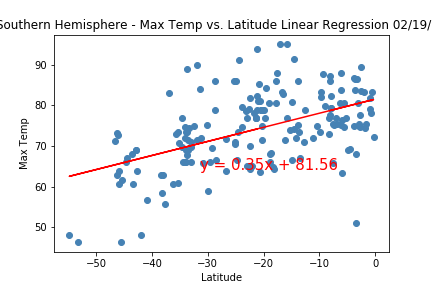 Southern Hemisphere - Max Temp vs. Latitude Linear Regression 02/19/
90
80
70
60
50
Max Temp
y = 0.35x + 81.56
−50
−40
−30
−20
−10
0
Latitude